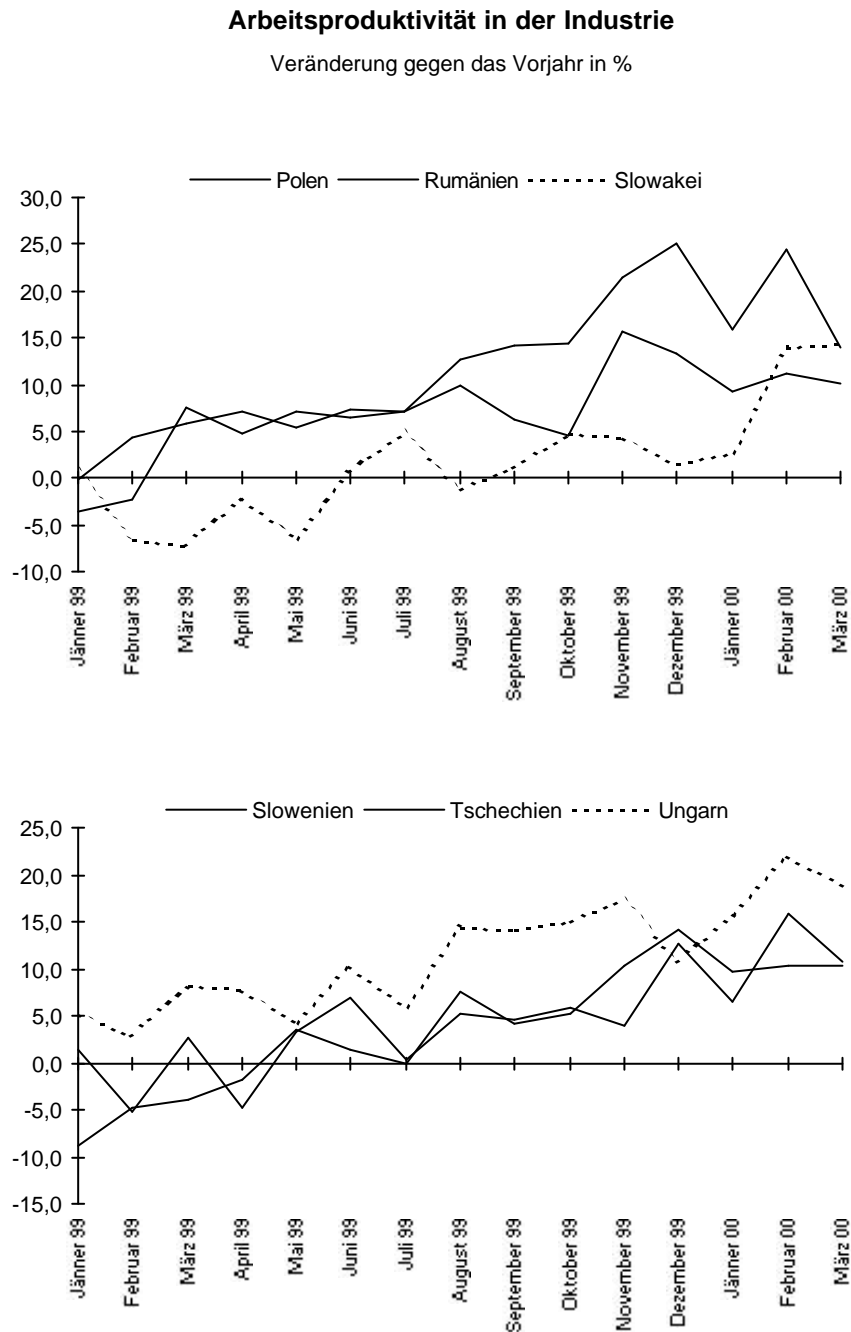 Arbeitsproduktivität in der Industrie
Veränderung gegen das Vorjahr in %
Polen Rumänien Slowakei
30,0
25,0
20,0
15,0
10,0
5,0
0,0
-5,0
-10,0
Jänner 99
Februar 99
März 99
April 99
Mai 99
Juni 99
Juli 99
August 99
September 99
Oktober 99
November 99
Dezember 99
Jänner 00
Februar 00
März 00
Slowenien Tschechien Ungarn
25,0
20,0
15,0
10,0
5,0
0,0
-5,0
-10,0
-15,0
Jänner 99
Februar 99
März 99
April 99
Mai 99
Juni 99
Juli 99
August 99
September 99
Oktober 99
November 99
Dezember 99
Jänner 00
Februar 00
März 00